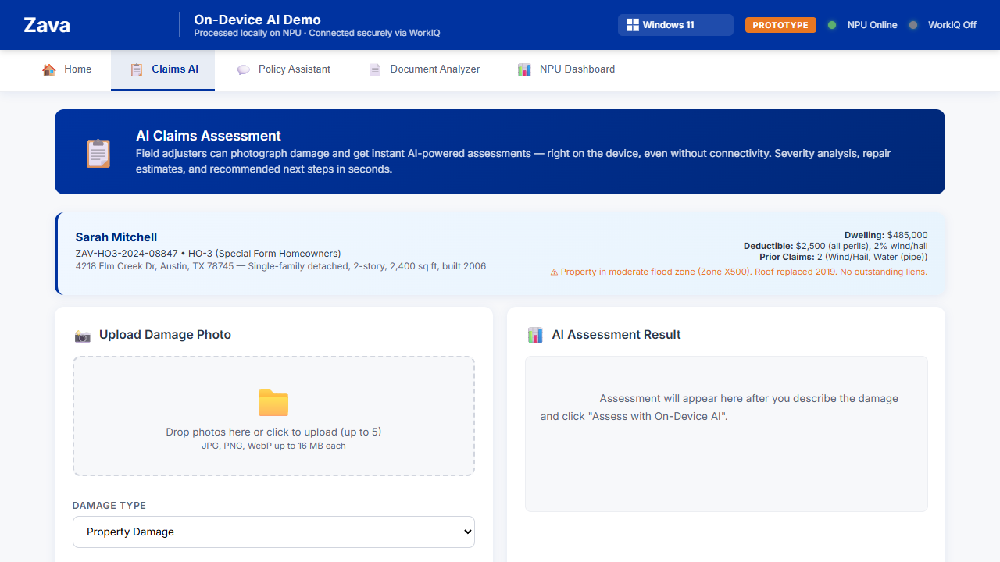 Zava
On-Device AI Demo
Processed locally on NPU · Connected securely via WorkIQ
Windows 11
PROTOTYPE
NPU Online
WorkIQ Off
Home
Claims AI
Policy Assistant
Document Analyzer
NPU Dashboard
AI Claims Assessment
Field adjusters can photograph damage and get instant AI-powered assessments — right on the device, even without connectivity. Severity analysis, repair
estimates, and recommended next steps in seconds.
Sarah Mitchell
ZAV-HO3-2024-08847 • HO-3 (Special Form Homeowners)
4218 Elm Creek Dr, Austin, TX 78745 — Single-family detached, 2-story, 2,400 sq ft, built 2006
Dwelling: $485,000
Deductible: $2,500 (all perils), 2% wind/hail
Prior Claims: 2 (Wind/Hail, Water (pipe))
⚠ Property in moderate flood zone (Zone X500). Roof replaced 2019. No outstanding liens.
Upload Damage Photo
Drop photos here or click to upload (up to 5)
JPG, PNG, WebP up to 16 MB each
DAMAGE TYPE
Property Damage
AI Assessment Result
Assessment will appear here after you describe the damage
and click "Assess with On-Device AI".